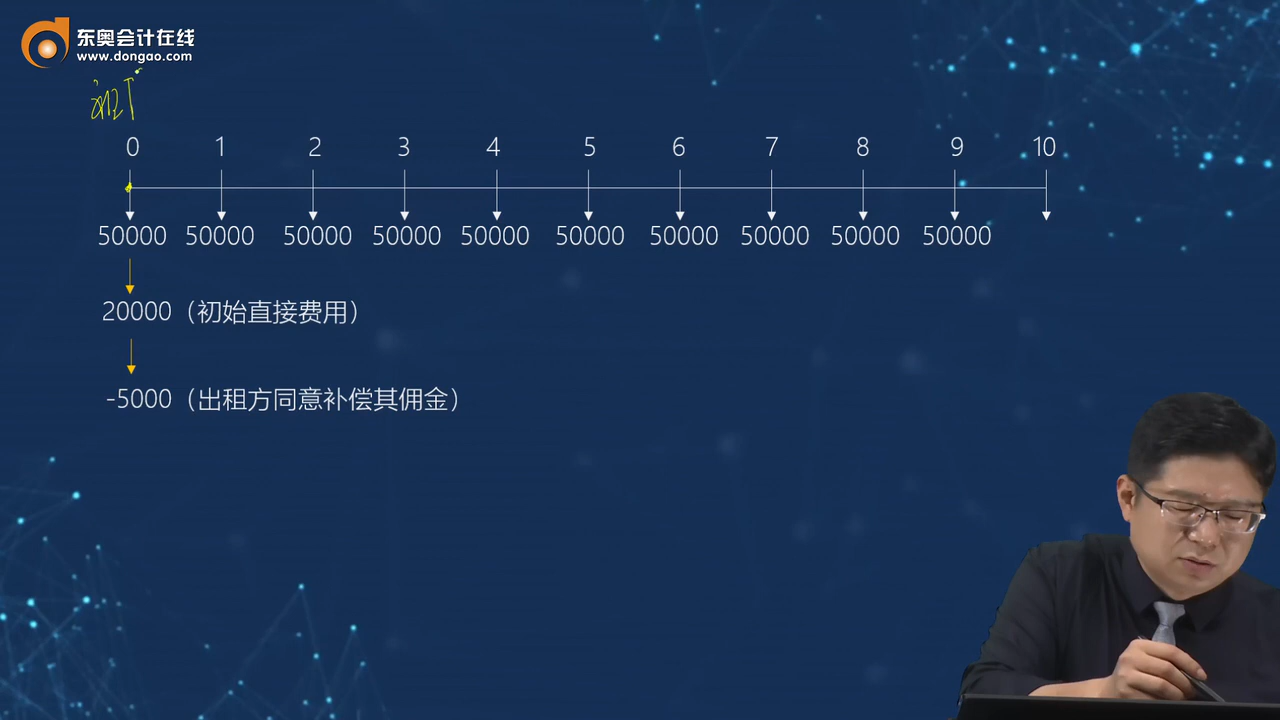 东奥会计在线
www.dongao.com
0 1 2 3 4 5 6 7 8 9 10
50000 50000 50000 50000 50000 50000 50000 50000 50000 50000
20000（初始直接费用）
-5000（出租方同意补偿其佣金）